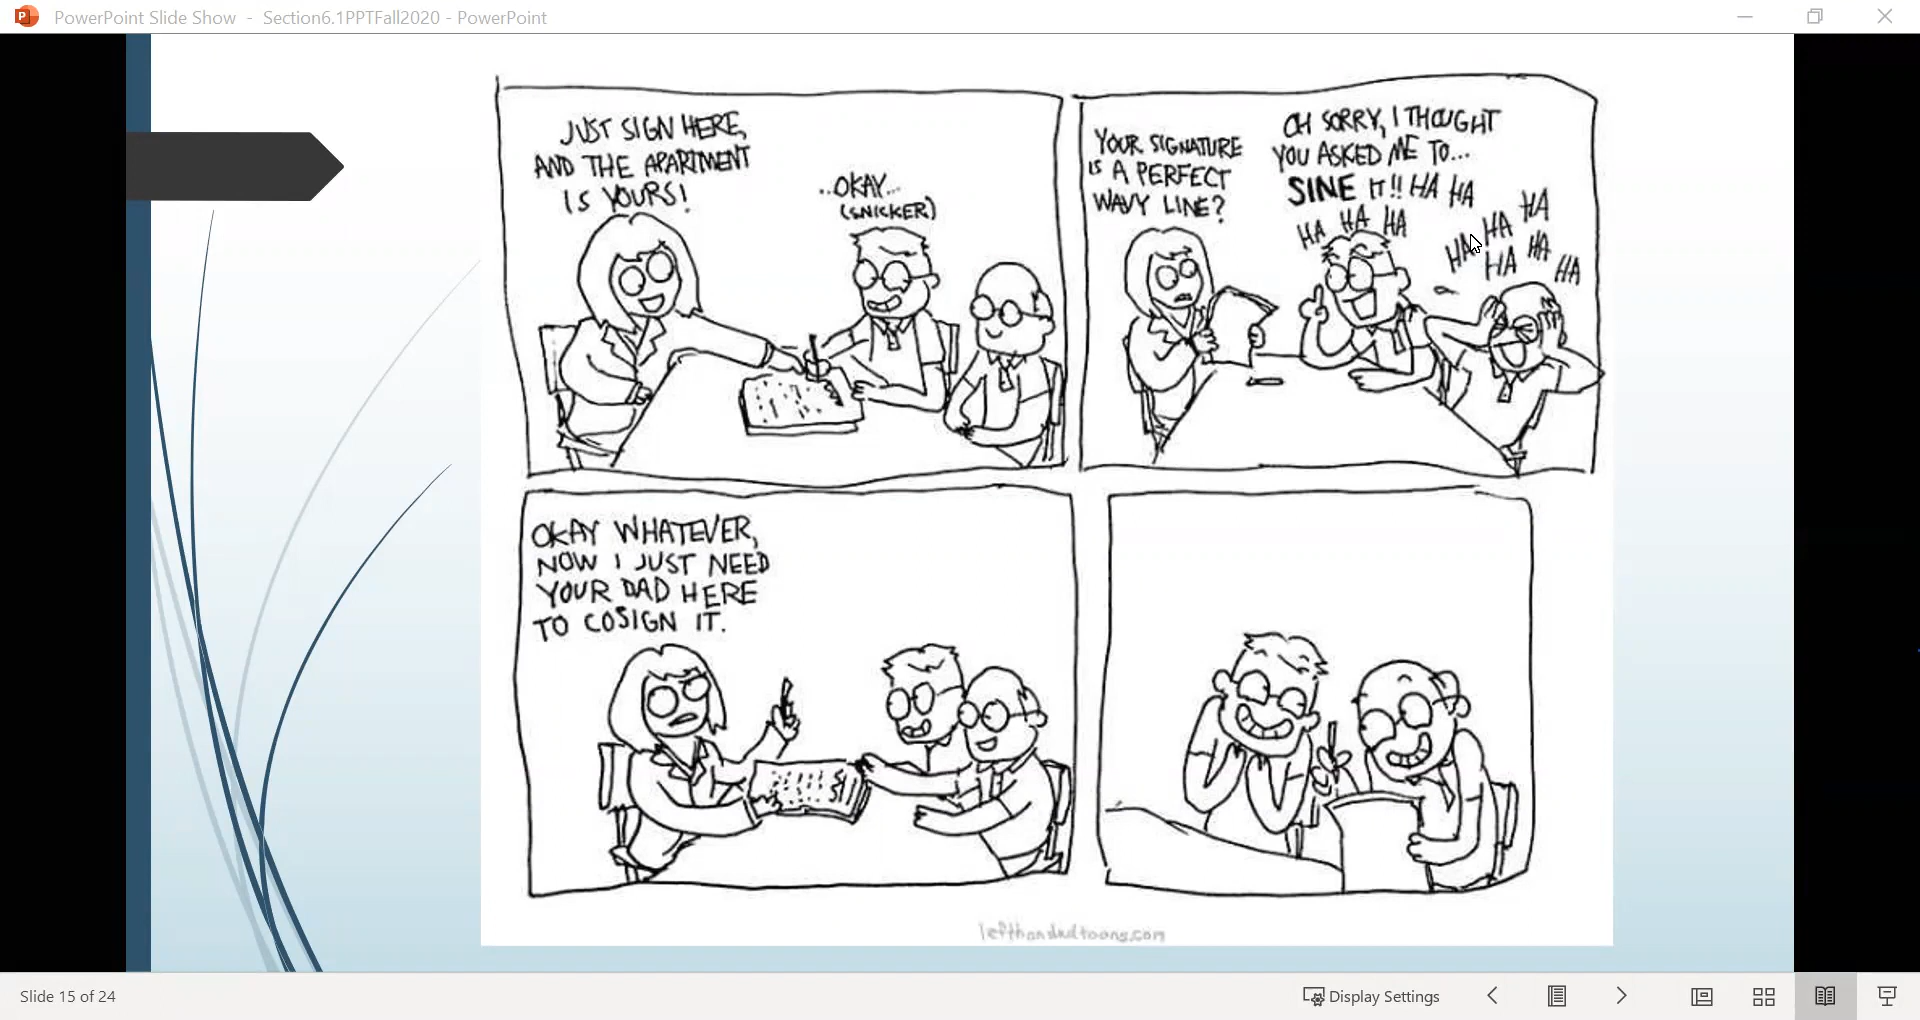 PowerPoint Slide Show - Section6.1PPTFall2020 - PowerPoint
JUST SIGN HERE,
AND THE APARTMENT
IS YOURS!
..OKAY...
(SNICKER)
YOUR SIGNATURE
IS A PERFECT
WAVY LINE?
OH SORRY, I THOUGHT
YOU ASKED ME TO...
SINE IT!! HA HA
HA HA HA
HA HA HA
HA HA HA
OKAY WHATEVER,
NOW I JUST NEED
YOUR DAD HERE
TO COSIGN IT.
lefthandedtoons.com
Slide 15 of 24
Display Settings